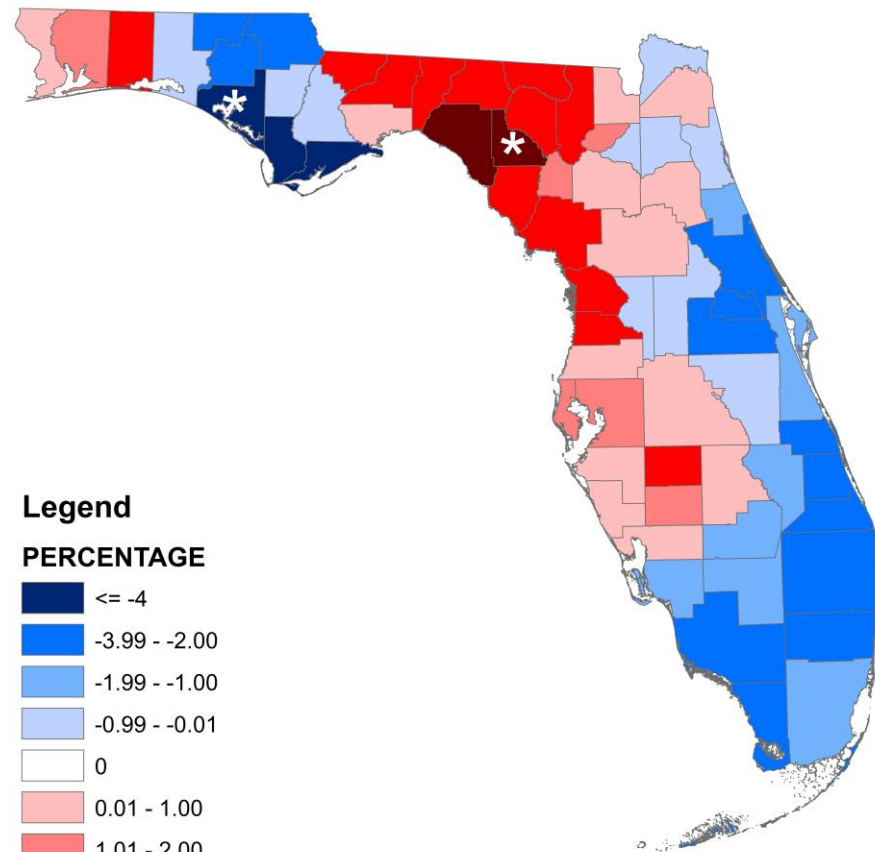 *
*
Legend
PERCENTAGE
<= -4
-3.99 - -2.00
-1.99 - -1.00
-0.99 - -0.01
0
0.01 - 1.00
1.01 - 2.00